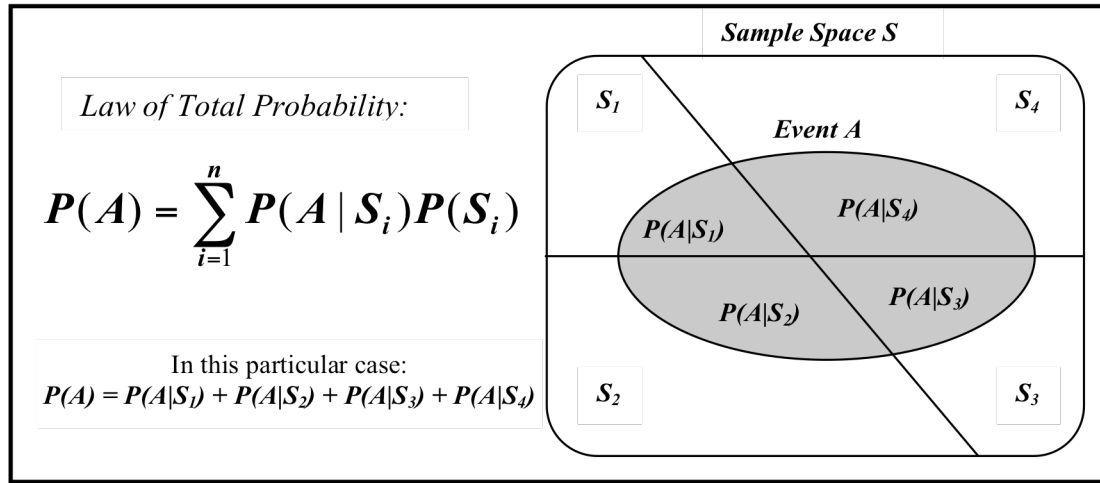 Law of Total Probability:
P(A) = ∑ P(A | Sᵢ)P(Sᵢ)
n
i=1
In this particular case:
P(A) = P(A|S₁) + P(A|S₂) + P(A|S₃) + P(A|S₄)
Sample Space S
S₁
S₄
Event A
P(A|S₁)
P(A|S₄)
P(A|S₂)
P(A|S₃)
S₂
S₃